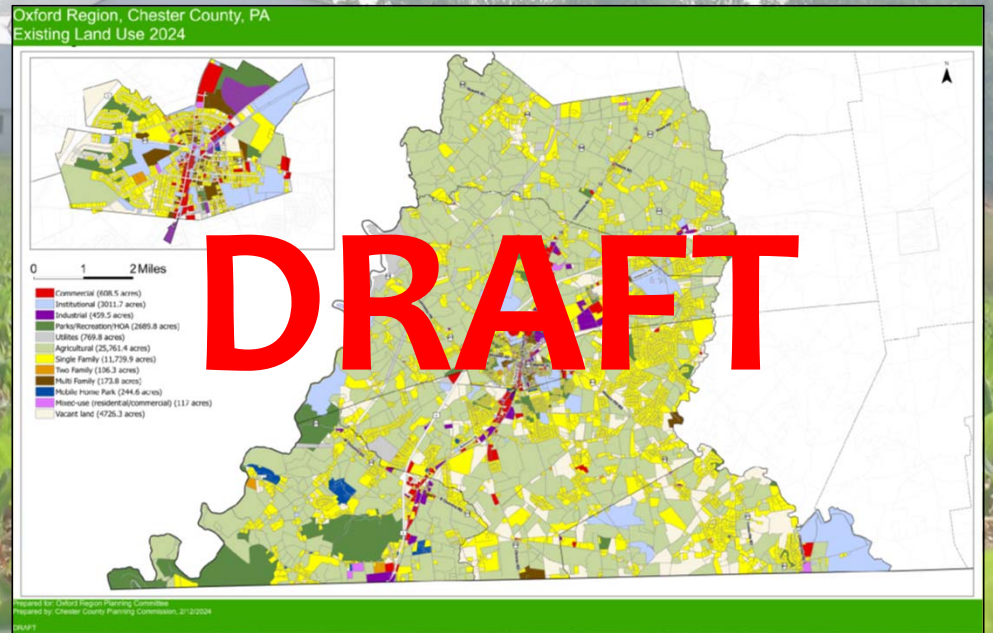 Oxford Region, Chester County, PA
Existing Land Use 2024
N
0 1 2 Miles
Commercial (608.5 acres)
Institutional (3011.7 acres)
Industrial (459.5 acres)
Parks/Recreation/HOA (2689.8 acres)
Utilites (769.8 acres)
Agricultural (25,761.4 acres)
Single Family (11,739.9 acres)
Two Family (106.3 acres)
Multi Family (173.8 acres)
Mobile Home Park (244.6 acres)
Mixed-use (residential/commercial) (117 acres)
Vacant land (4726.3 acres)
DRAFT
Prepared for: Oxford Region Planning Committee
Prepared by: Chester County Planning Commission, 2/12/2024
DRAFT